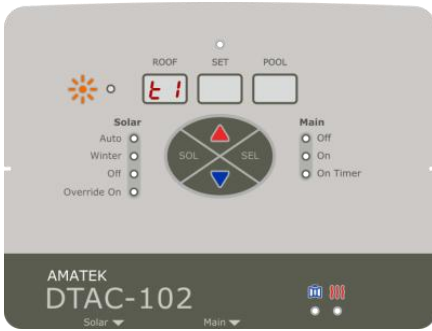 ROOF SET POOL
t1
Solar Main
Auto Off
Winter SOL SEL On
Off On Timer
Override On
AMATEK
DTAC-102
Solar Main